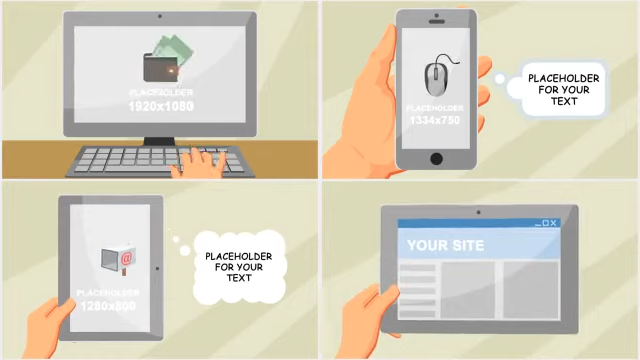 PLACEHOLDER
1920x1080
PLACEHOLDER
1334x750
PLACEHOLDER
FOR YOUR
TEXT
PLACEHOLDER
1280x800
PLACEHOLDER
FOR YOUR
TEXT
YOUR SITE